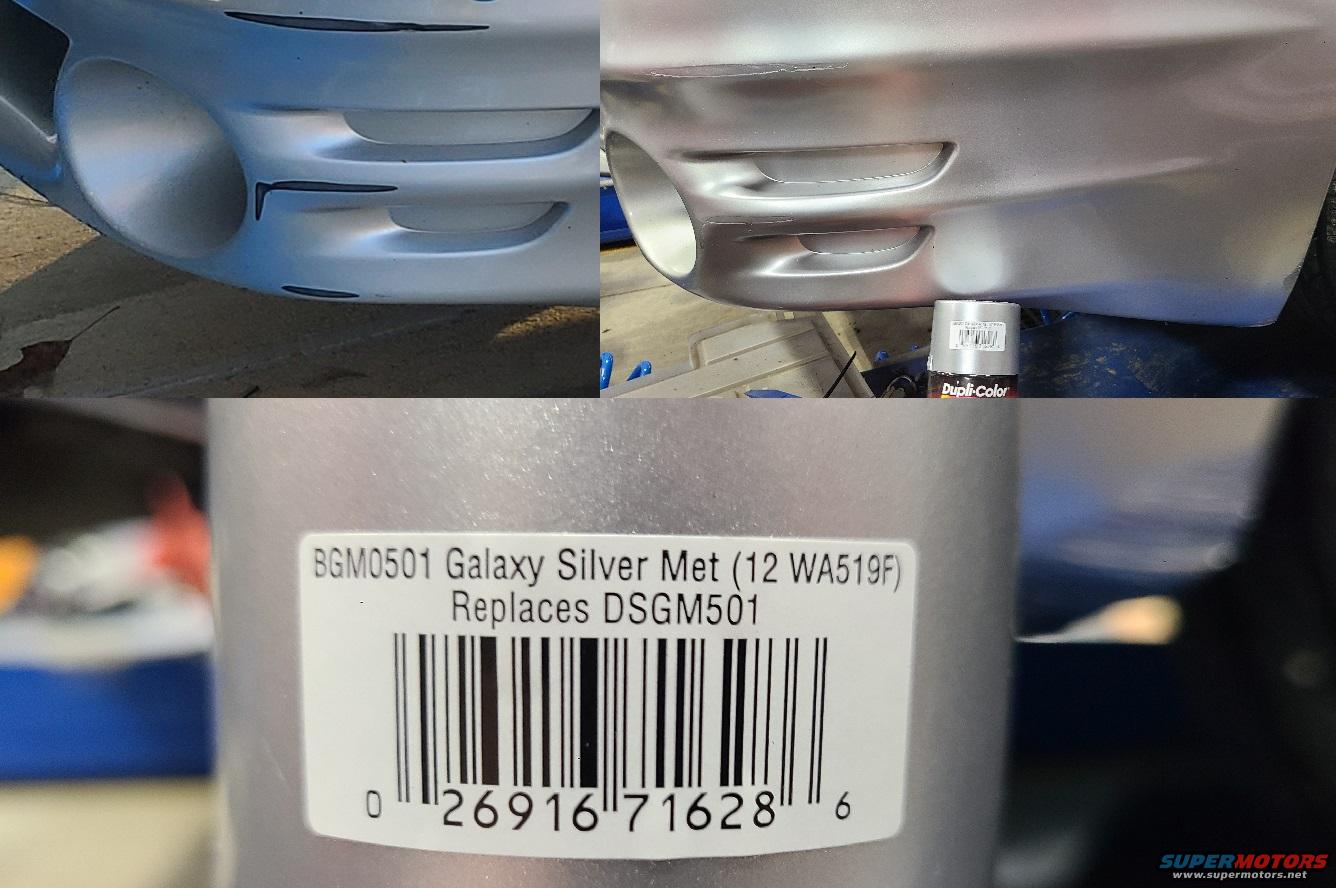 Dupli-Color
BGM0501 Galaxy Silver Met (12 WA519F)
Replaces DSGM501
0 26916 71628 6
SUPERMOTORS
www.supermotors.net